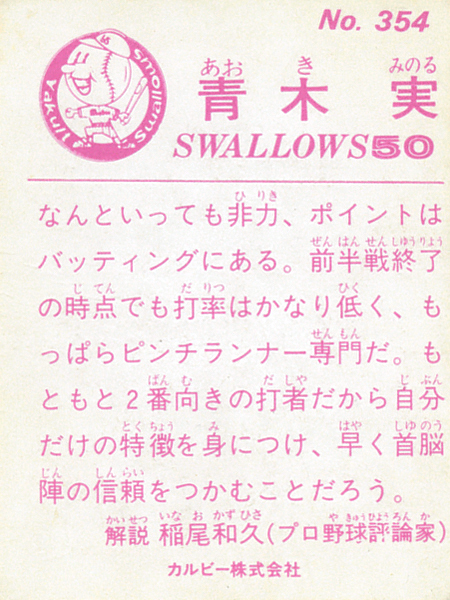 No. 354
Yakult Swallows
あおきみのる
青木実
SWALLOWS50
ひりき
なんといっても非力、ポイントは
ぜんはんせんしゅうりょう
バッティングにある。前半戦終了
じてん だりつ ひく
の時点でも打率はかなり低く、も
せんもん
っぱらピンチランナー専門だ。も
ばんむ だしゃ じぶん
ともと2番向きの打者だから自分
とくちょう み はや しゅのう
だけの特徴を身につけ、早く首脳
じん しんらい
陣の信頼をつかむことだろう。
かいせつ いなおかずひさ やきゅうひょうろんか
解説 稲尾和久(プロ野球評論家)
カルビー株式会社